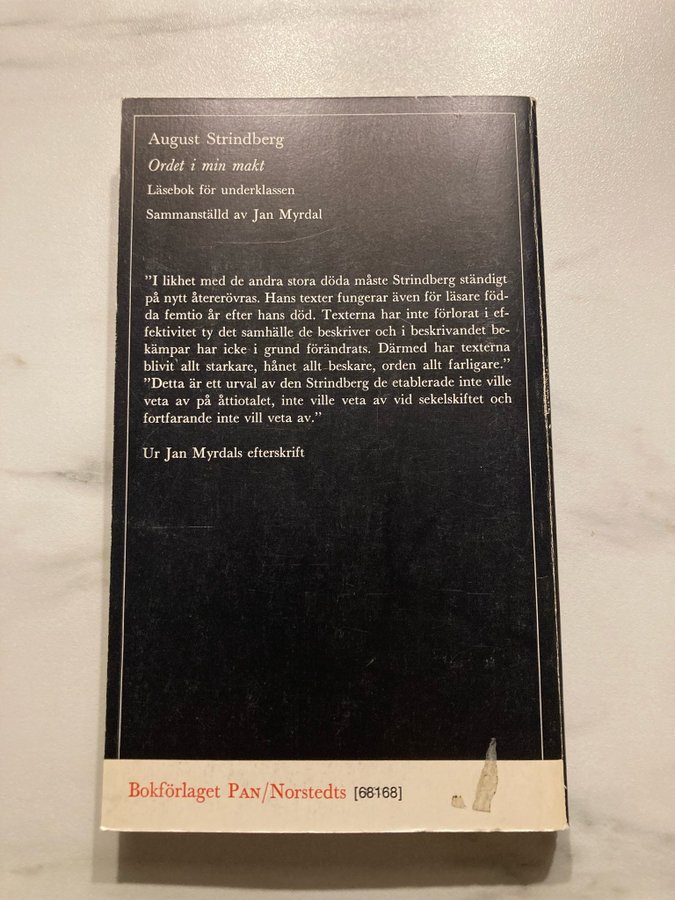 August Strindberg
Ordet i min makt
Läsebok för underklassen
Sammanställd av Jan Myrdal
”I likhet med de andra stora döda måste Strindberg ständigt
på nytt återerövras. Hans texter fungerar även för läsare föd-
da femtio år efter hans död. Texterna har inte förlorat i ef-
fektivitet ty det samhälle de beskriver och i beskrivandet be-
kämpar har icke i grund förändrats. Därmed har texterna
blivit allt starkare, hånet allt beskare, orden allt farligare.”
”Detta är ett urval av den Strindberg de etablerade inte ville
veta av på åttiotalet, inte ville veta av vid sekelskiftet och
fortfarande inte vill veta av.”
Ur Jan Myrdals efterskrift
Bokförlaget PAN/Norstedts [68168]